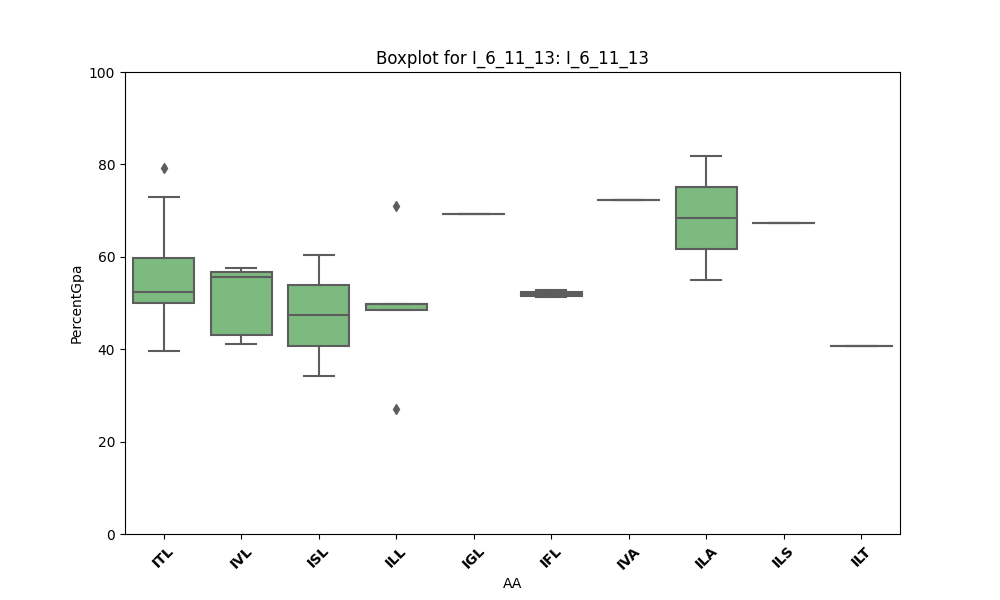 Boxplot for I_6_11_13: I_6_11_13
100
80
60
40
20
0
PercentGpa
ITL
IVL
ISL
ILL
IGL
IFL
IVA
ILA
ILS
ILT
AA